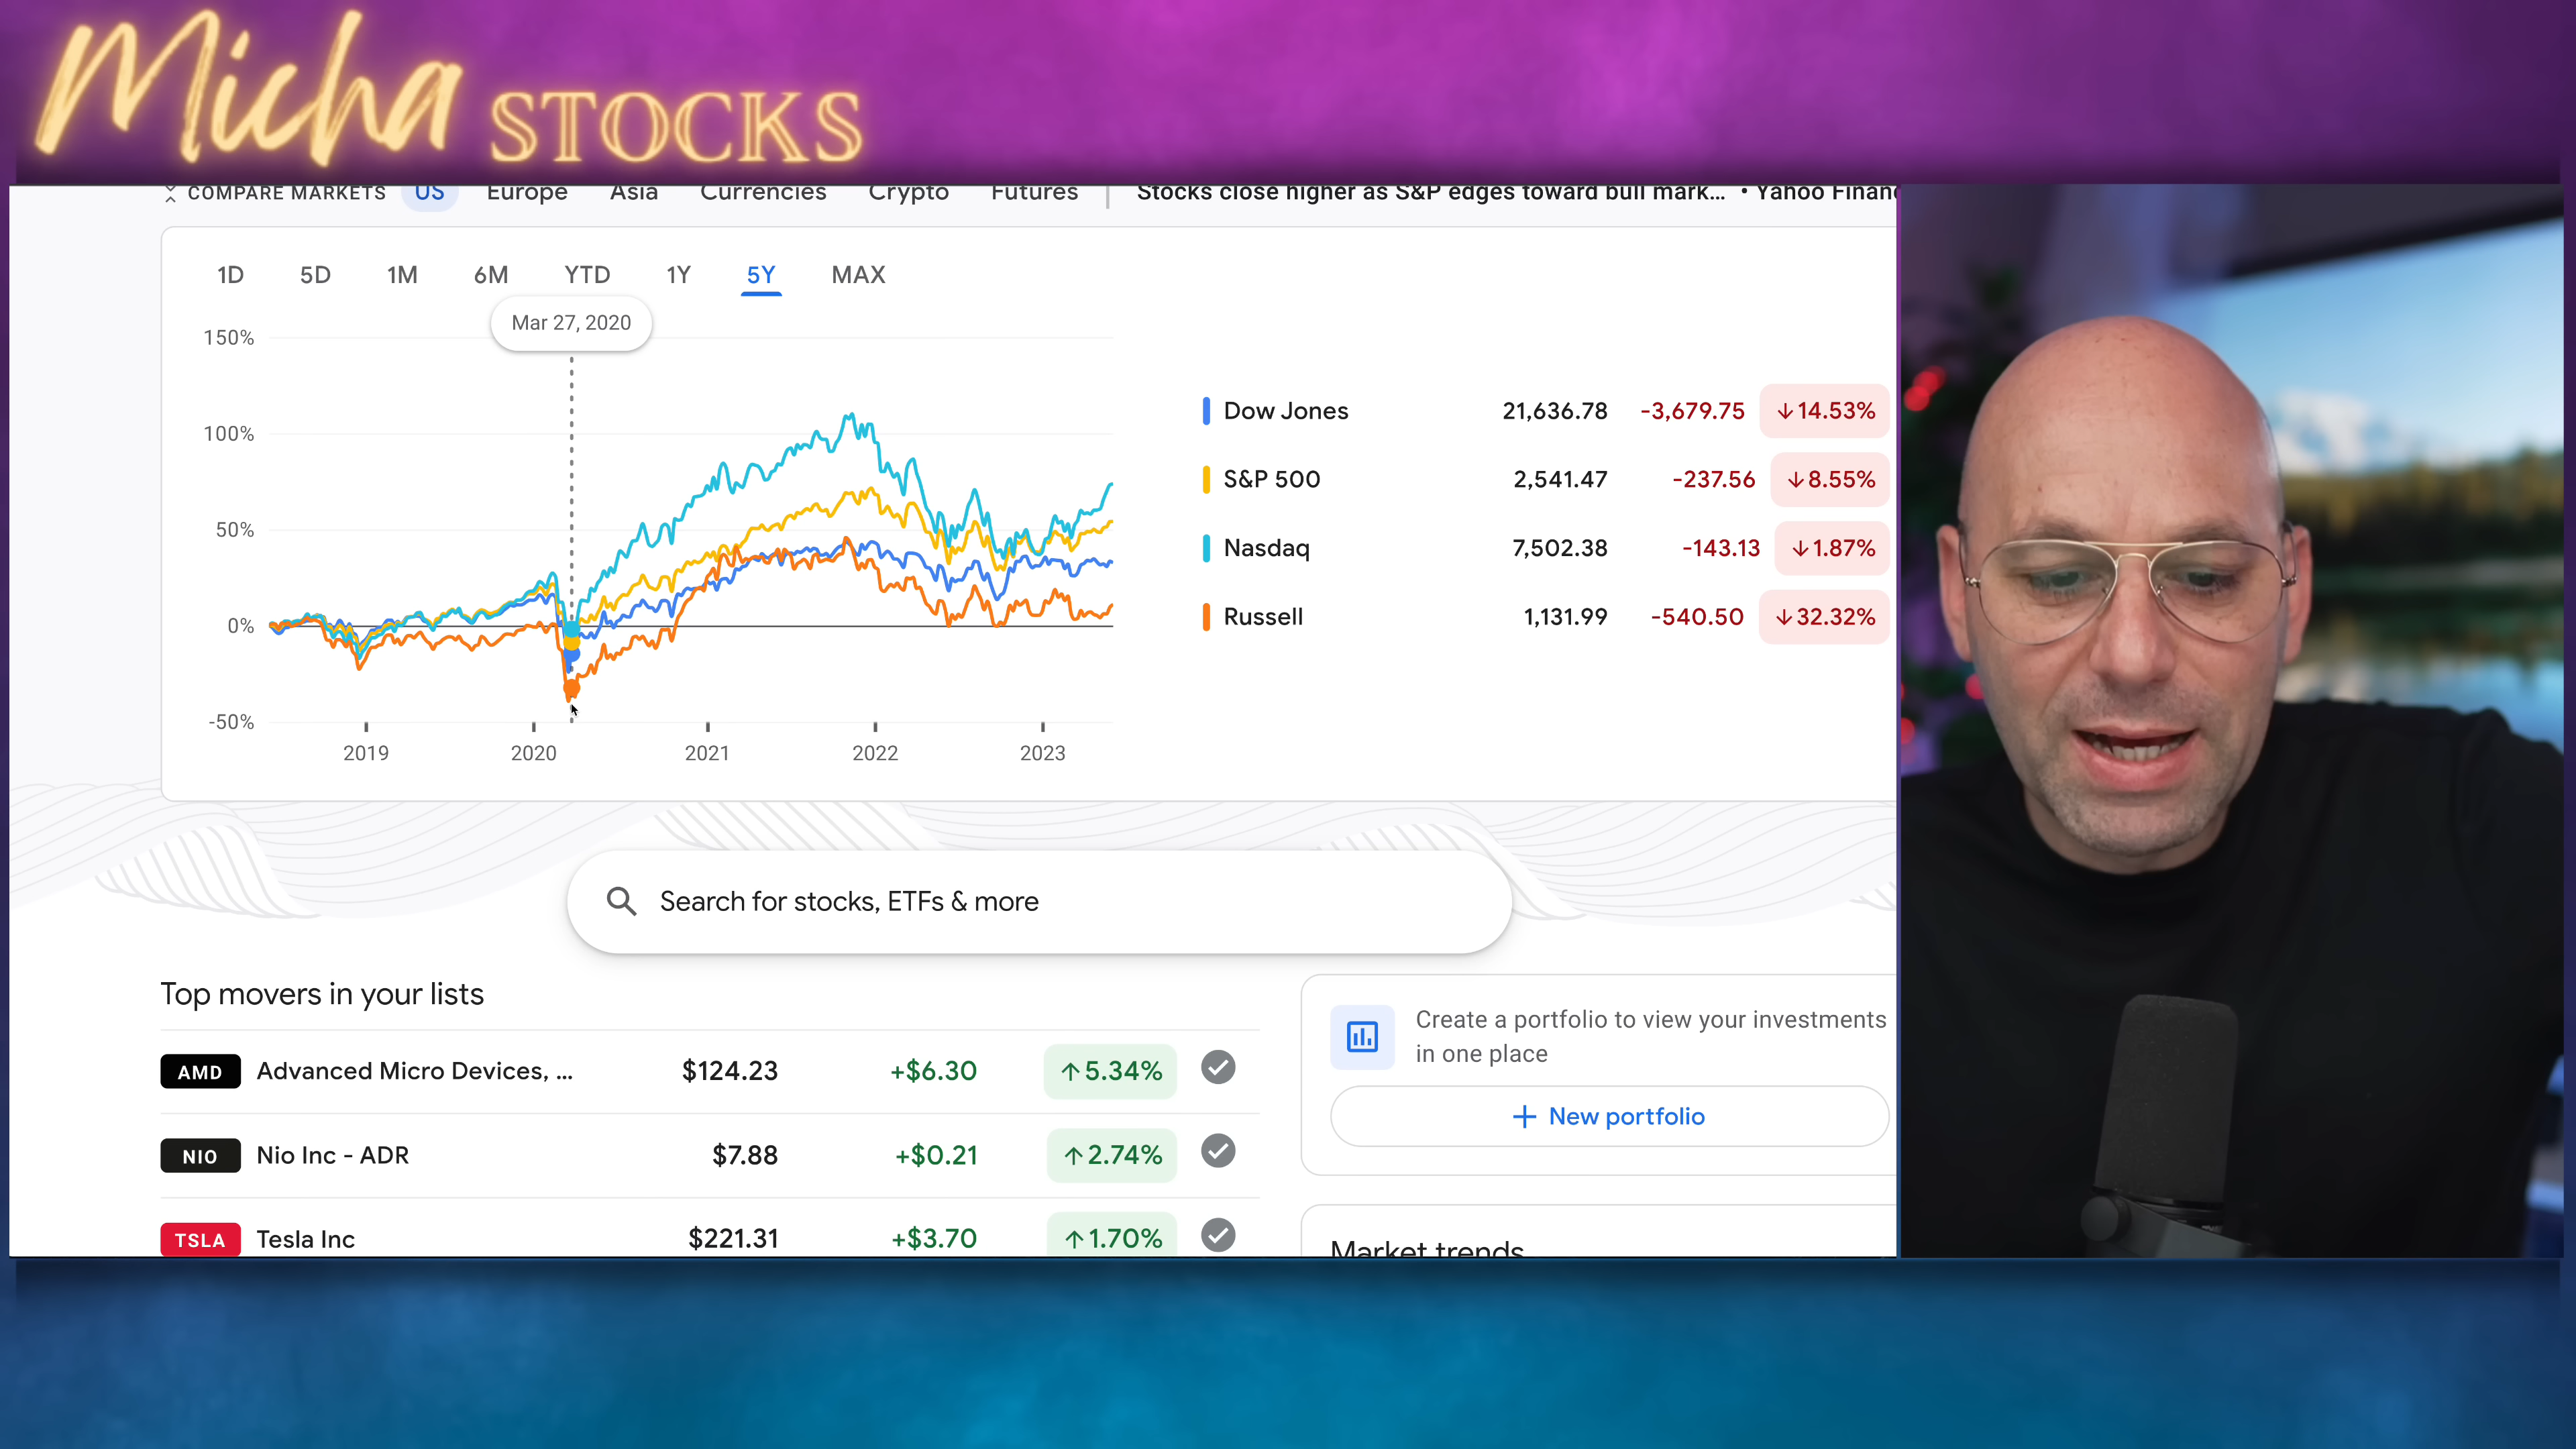 Micha STOCKS
COMPARE MARKETS US Europe Asia Currencies Crypto Futures Stocks close higher as S&P edges toward bull mark... • Yahoo Finan
1D 5D 1M 6M YTD 1Y 5Y MAX
Mar 27, 2020
150%
100%
50%
0%
-50%
2019 2020 2021 2022 2023
Dow Jones 21,636.78 -3,679.75 ↓14.53%
S&P 500 2,541.47 -237.56 ↓8.55%
Nasdaq 7,502.38 -143.13 ↓1.87%
Russell 1,131.99 -540.50 ↓32.32%
Search for stocks, ETFs & more
Top movers in your lists
AMD Advanced Micro Devices, ... $124.23 +$6.30 ↑5.34%
NIO Nio Inc - ADR $7.88 +$0.21 ↑2.74%
TSLA Tesla Inc $221.31 +$3.70 ↑1.70%
Create a portfolio to view your investments
in one place
+ New portfolio
Market trends